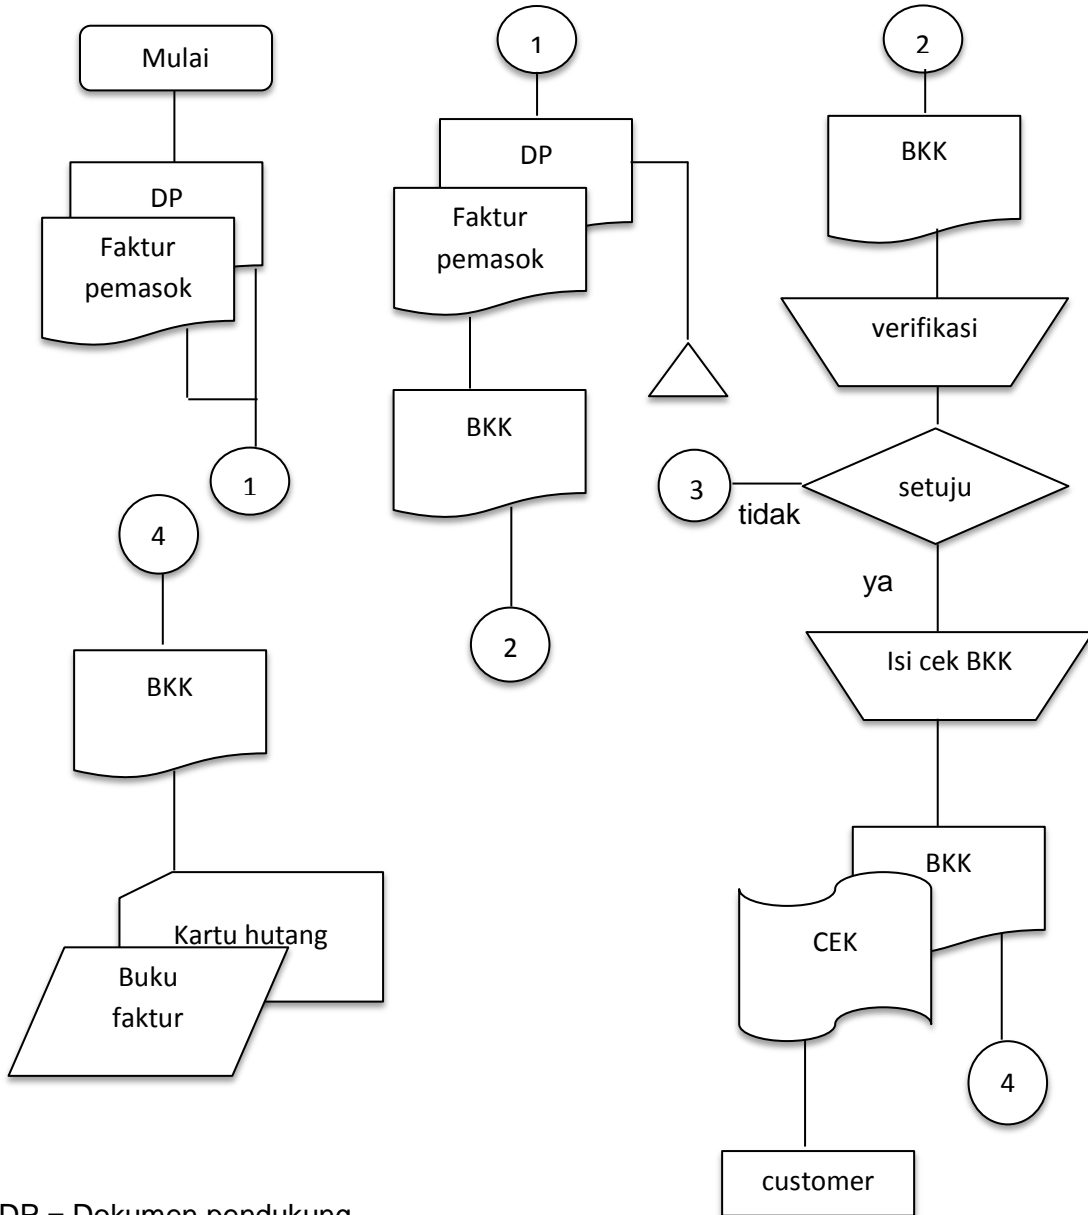 Mulai
DP
Faktur
pemasok
1
4
BKK
Kartu hutang
Buku
faktur
1
DP
Faktur
pemasok
BKK
2
2
BKK
verifikasi
setuju
3
tidak
ya
Isi cek BKK
BKK
CEK
4
customer
DP = Dokumen pendukung